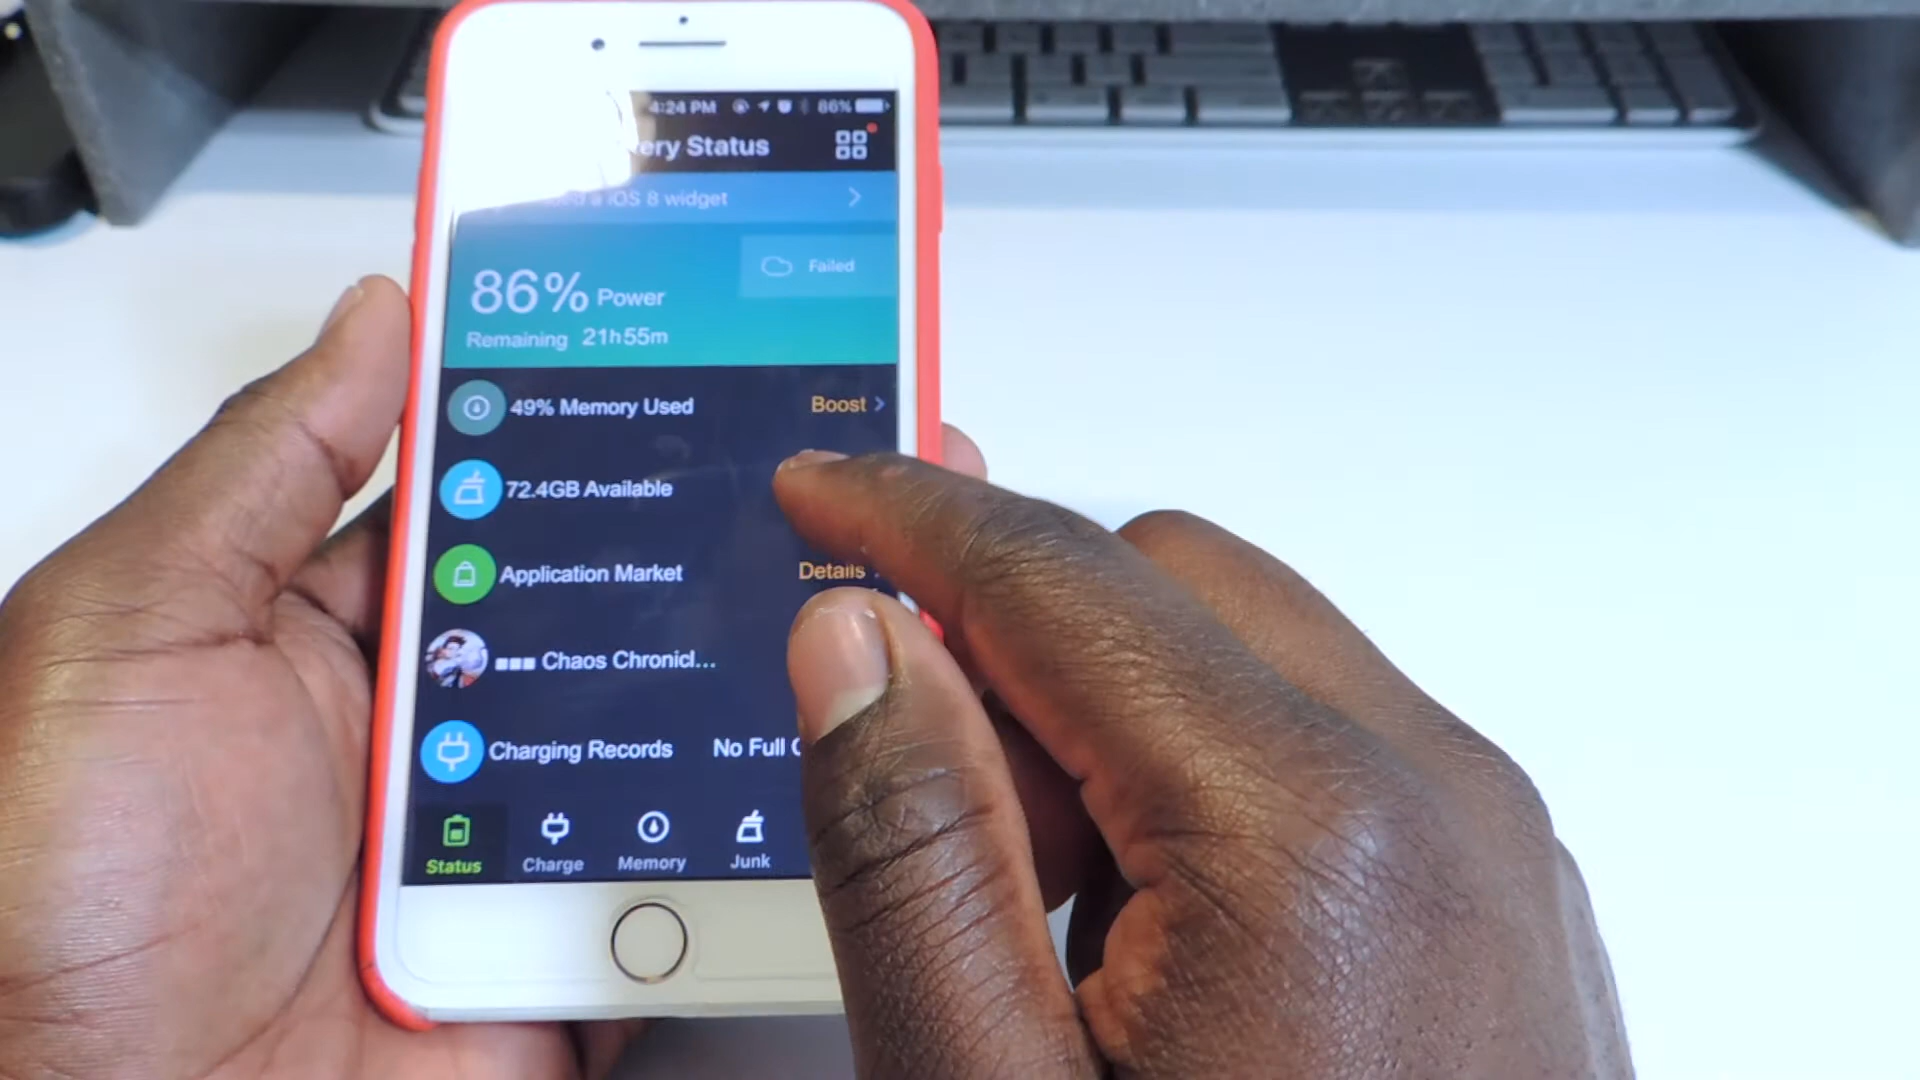 4:24 PM 86%
Status
iOS 8 widget
Failed
86% Power
Remaining 21h55m
49% Memory Used Boost
72.4GB Available
Application Market Details
Chaos Chronicl...
Charging Records No Full
Status Charge Memory Junk